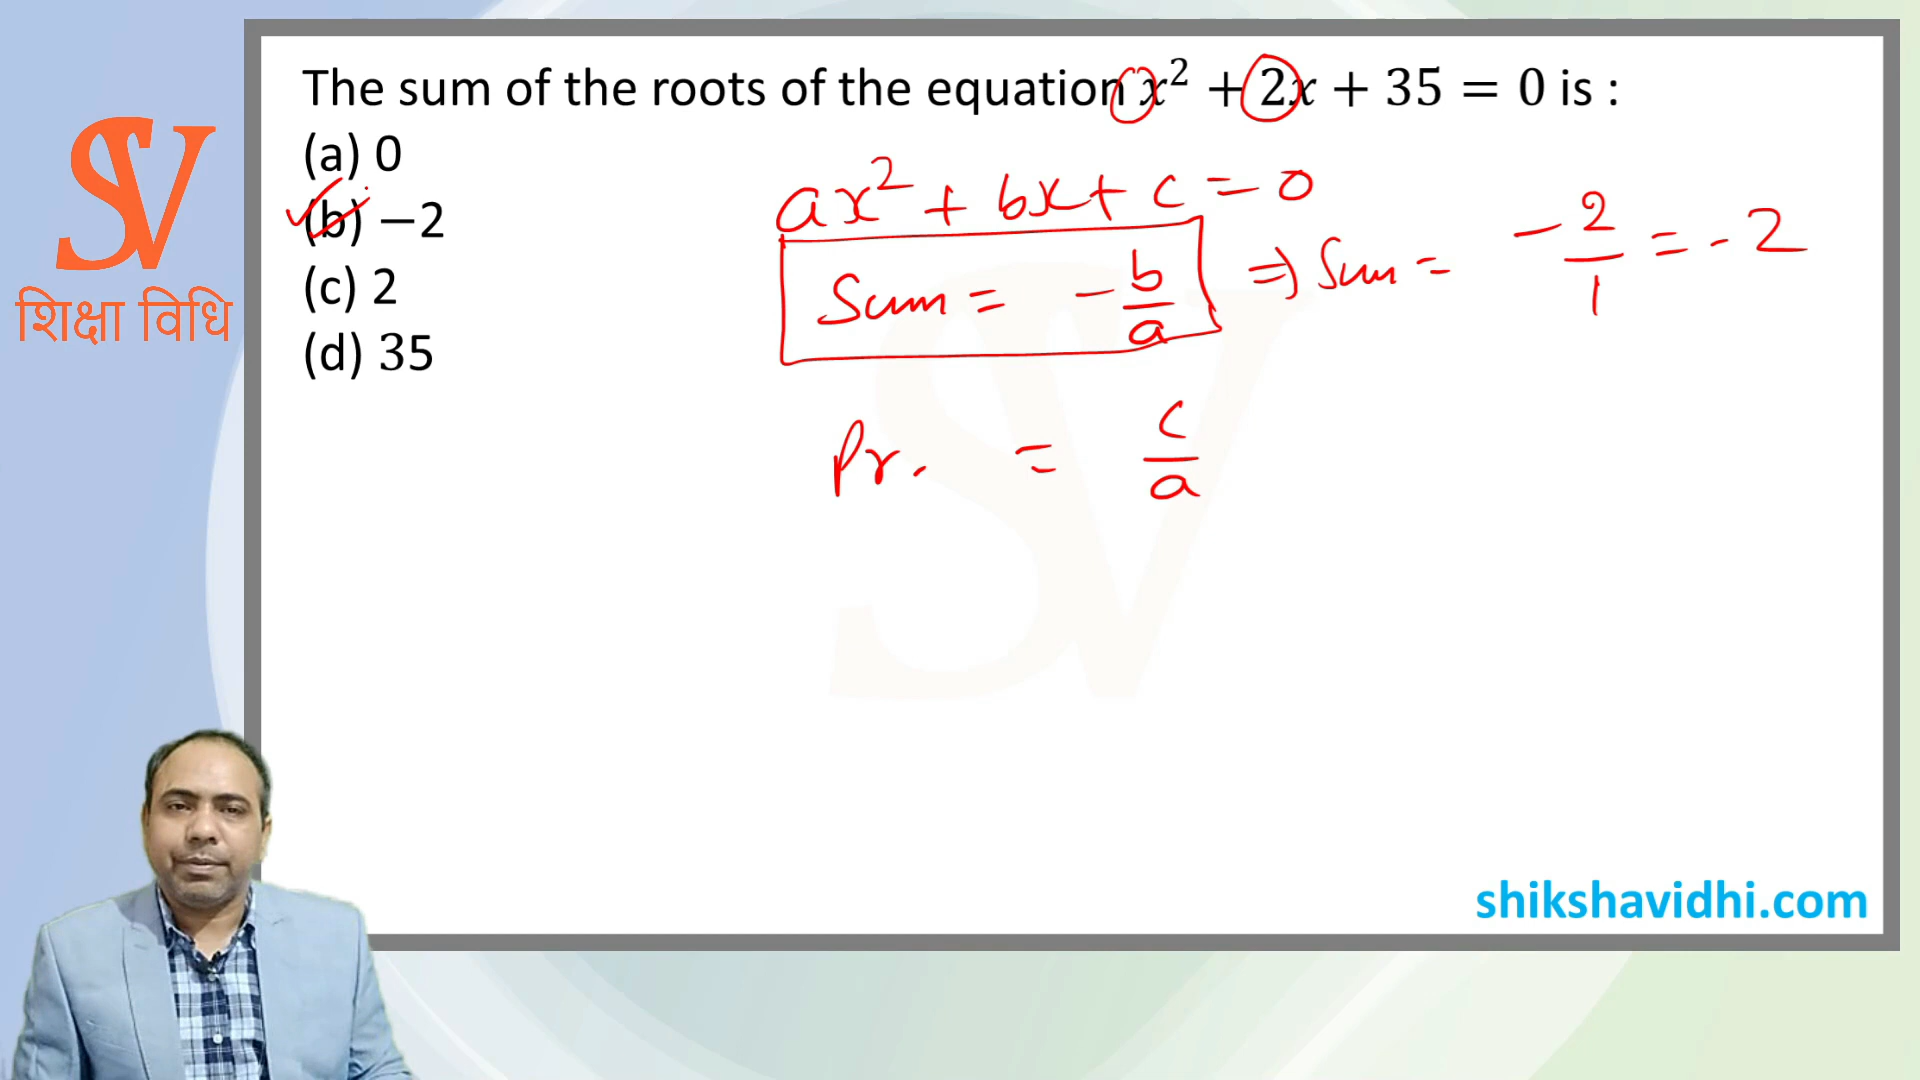 The sum of the roots of the equation x² + 2x + 35 = 0 is :
(a) 0
(b) −2
(c) 2
(d) 35
ax² + bx + c = 0
Sum = - b/a ⇒ Sum = - 2/1 = - 2
Pr. = c/a
SV
शिक्षा विधि
SV
shikshavidhi.com